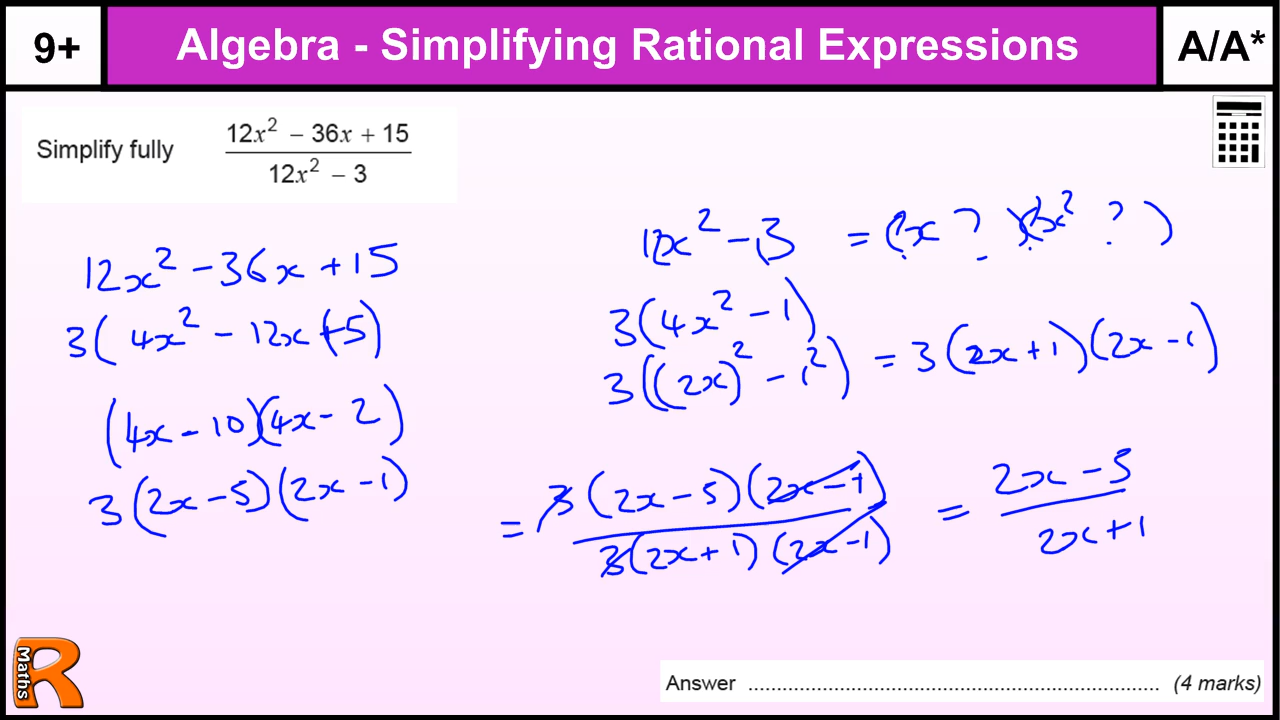 9+
Algebra - Simplifying Rational Expressions
A/A*
Simplify fully (12x² − 36x + 15)/(12x² − 3)
12x² − 36x + 15
3(4x² − 12x + 5)
(4x − 10)(4x − 2)
3(2x − 5)(2x − 1)
12x² − 3 = (?x ? )( ?x² ? )
3(4x² − 1)
3((2x)² − 1²) = 3(2x + 1)(2x − 1)
= 3(2x − 5)(2x − 1)/3(2x + 1)(2x − 1) = (2x − 5)/(2x + 1)
R Maths
Answer ................................................................ (4 marks)